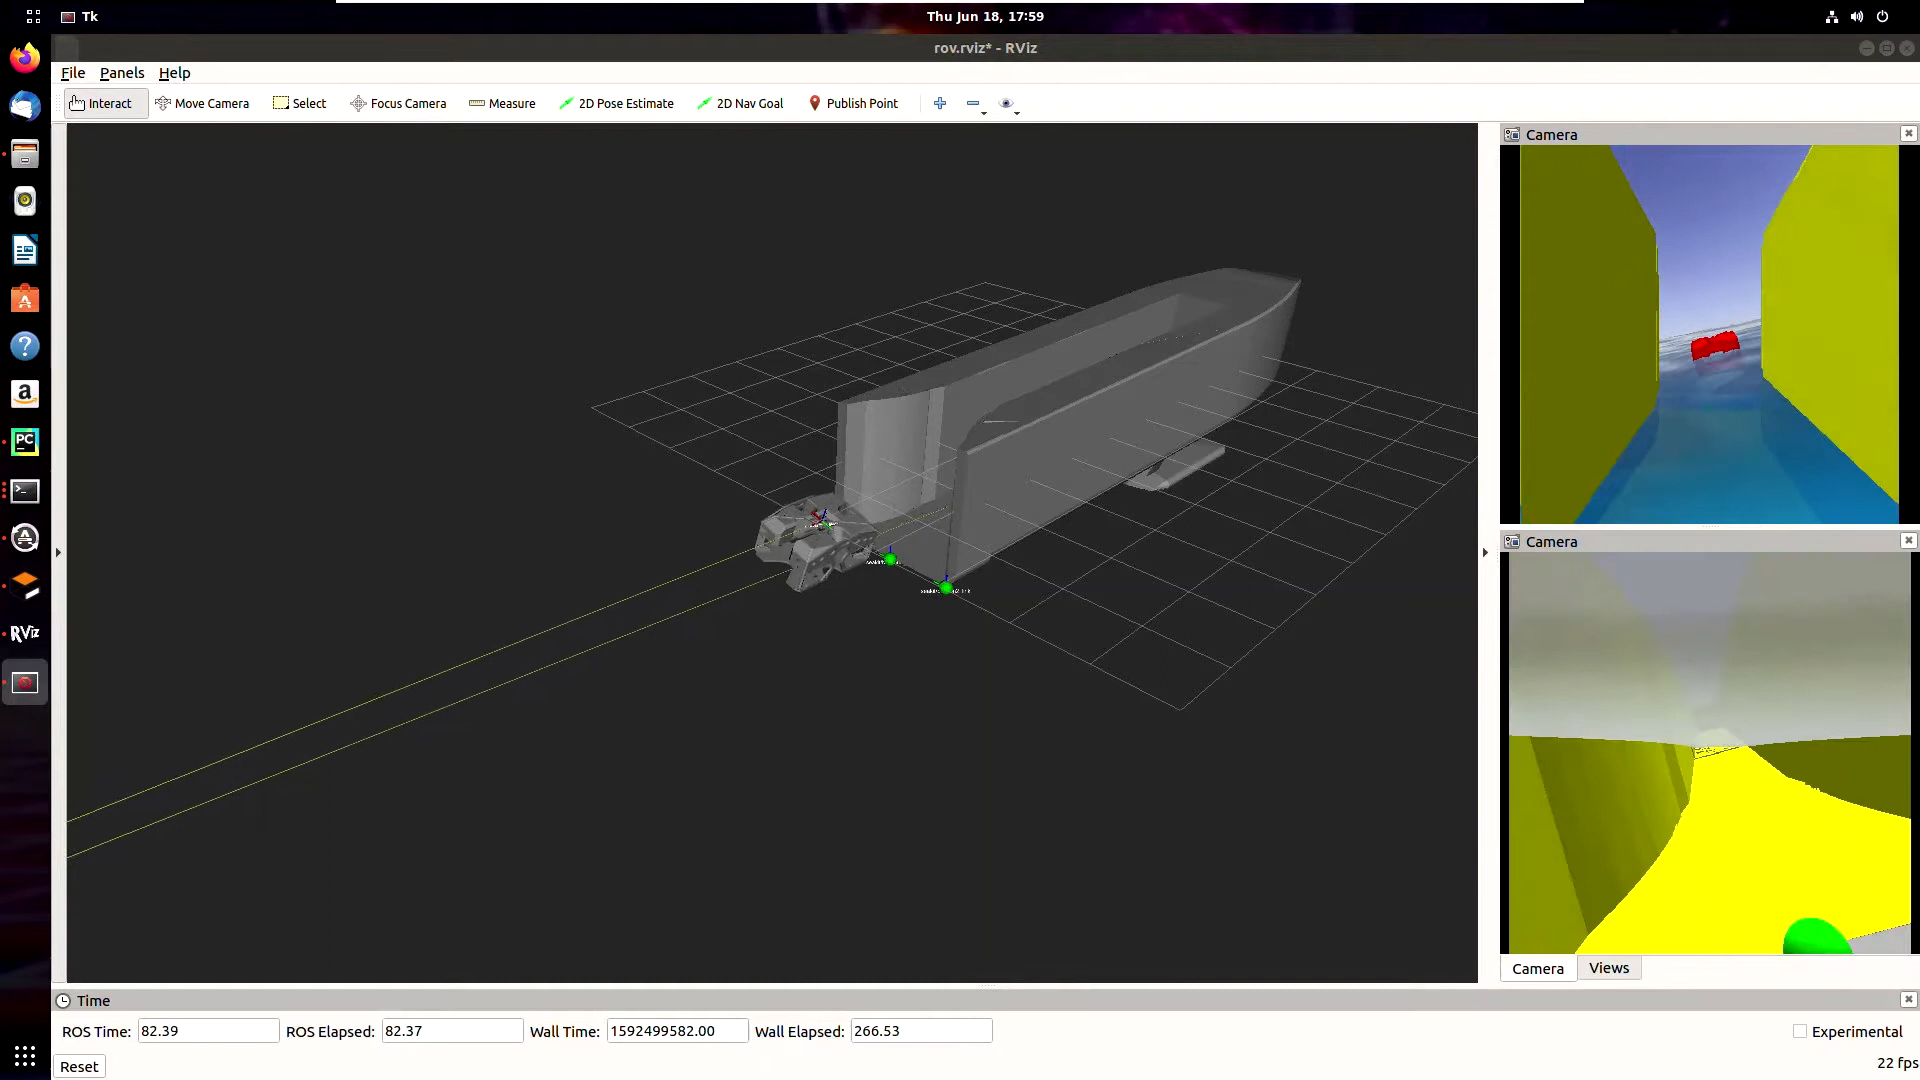 Tk
Thu Jun 18, 17:59
rov.rviz* - RViz
File Panels Help
Interact Move Camera Select Focus Camera Measure 2D Pose Estimate 2D Nav Goal Publish Point
Camera
Camera
Camera Views
PC
RViz
Time
ROS Time: 82.39 ROS Elapsed: 82.37 Wall Time: 1592499582.00 Wall Elapsed: 266.53 Experimental
Reset
22 fps